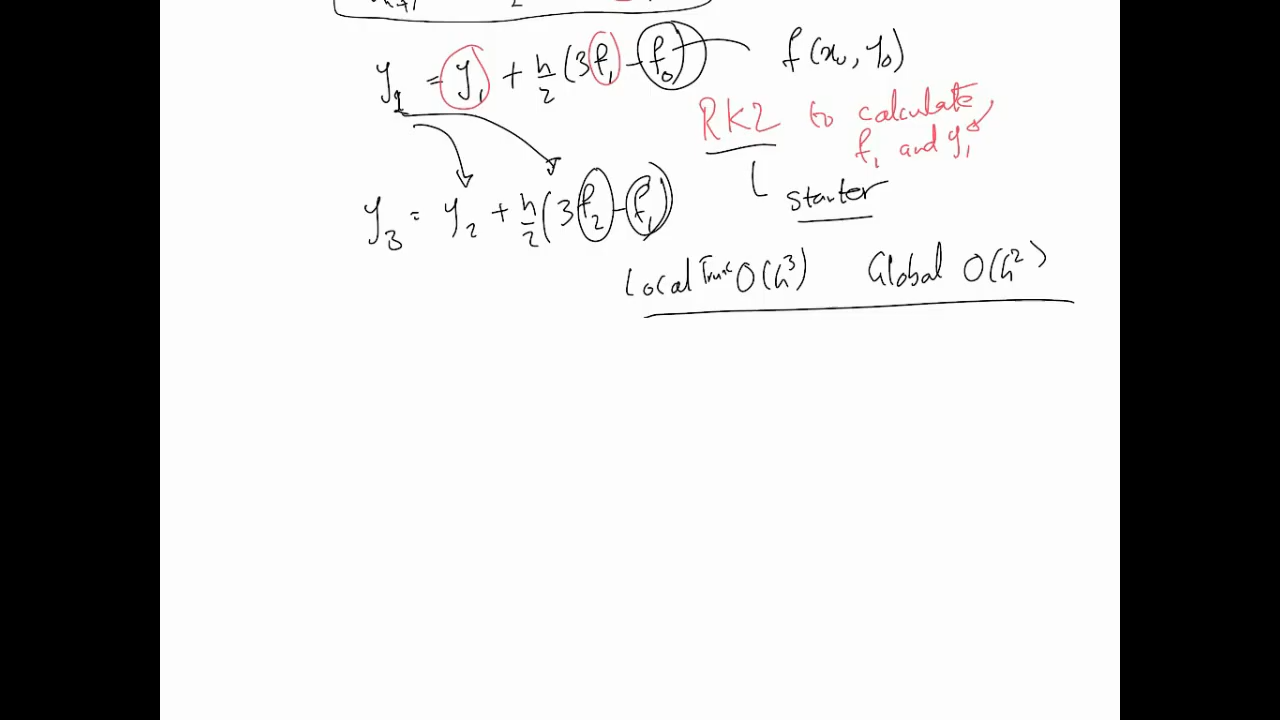 y₂ = y₁ + h/2 (3f₁ - f₀) f(x₀, y₀)
RK2 to calculate
f₁ and y₁
starter
y₃ = y₂ + h/2 (3f₂ - f₁)
Local Trunc O(h³) Global O(h²)